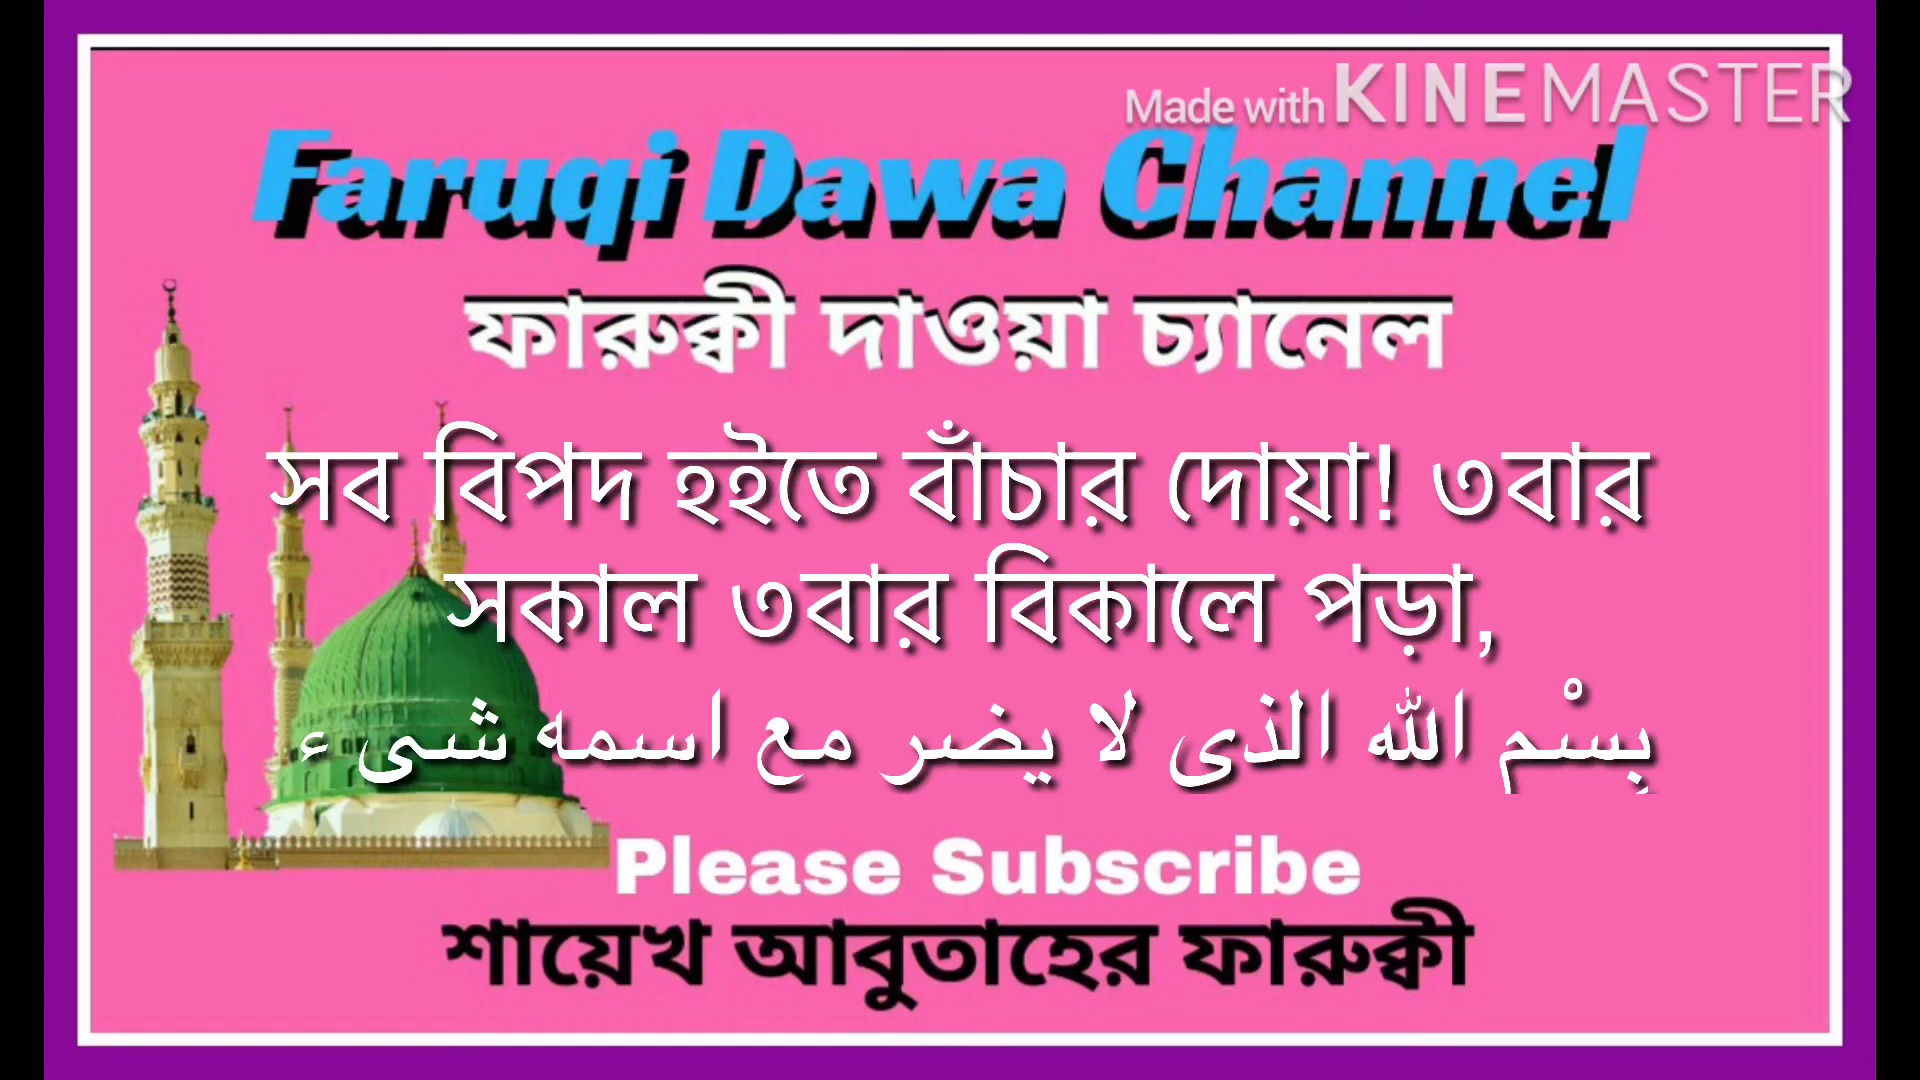 Made with KINEMASTER
Faruqi Dawa Channel
ফারুক্বী দাওয়া চ্যানেল
সব বিপদ হইতে বাঁচার দোয়া! ৩বার
সকাল ৩বার বিকালে পড়া,
بِسْم الله الذى لا يضر مع اسمه شىء
Please Subscribe
শায়েখ আবুতাহের ফারুক্বী